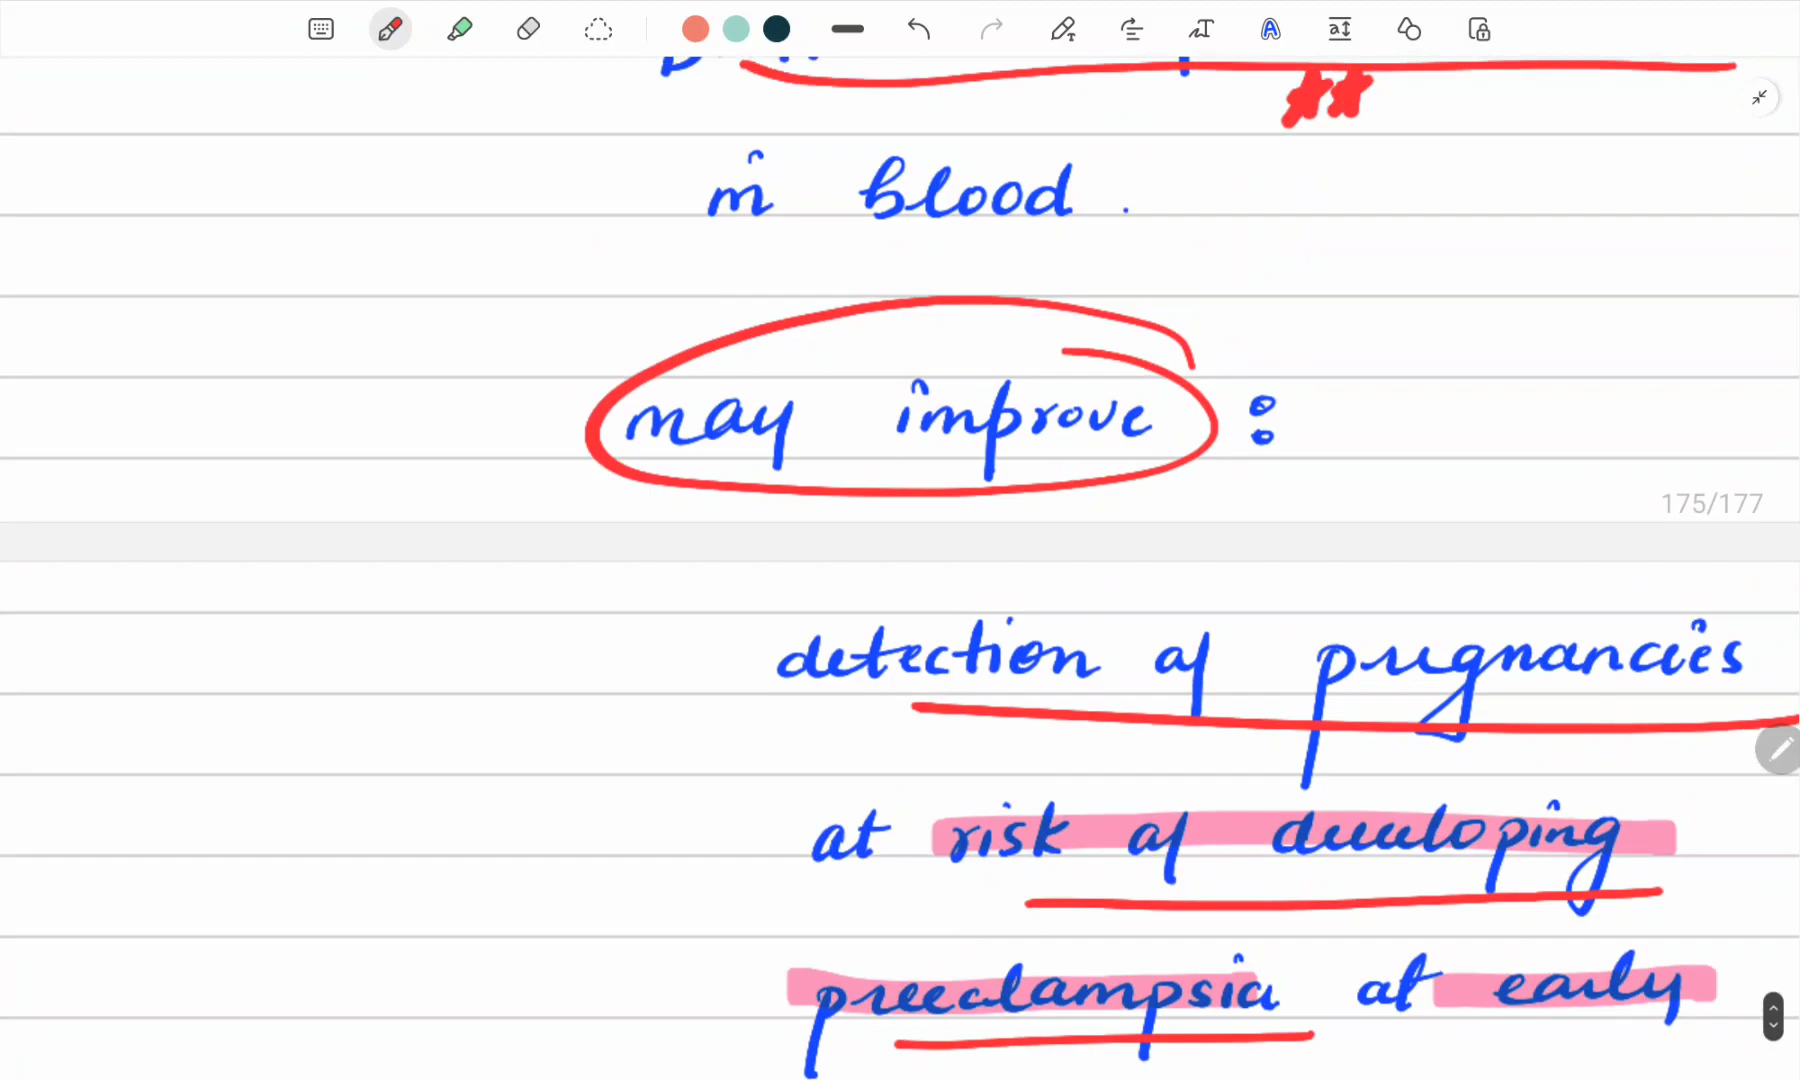 in blood .
may improve :
175/177
detection of pregnancies
at risk of developing
preeclampsia at early